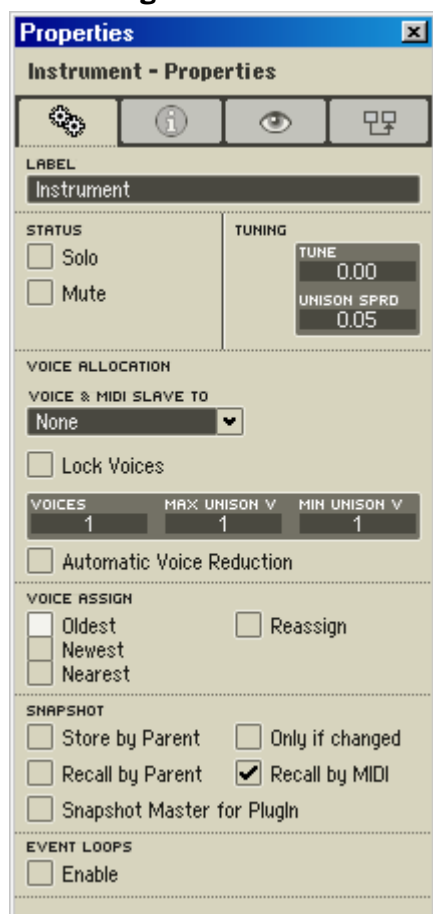 Properties
Instrument - Properties
LABEL
Instrument
STATUS
Solo
Mute
TUNING
TUNE
0.00
UNISON SPRD
0.05
VOICE ALLOCATION
VOICE & MIDI SLAVE TO
None
Lock Voices
VOICES MAX UNISON V MIN UNISON V
1 1 1
Automatic Voice Reduction
VOICE ASSIGN
Oldest Reassign
Newest
Nearest
SNAPSHOT
Store by Parent Only if changed
Recall by Parent Recall by MIDI
Snapshot Master for PlugIn
EVENT LOOPS
Enable